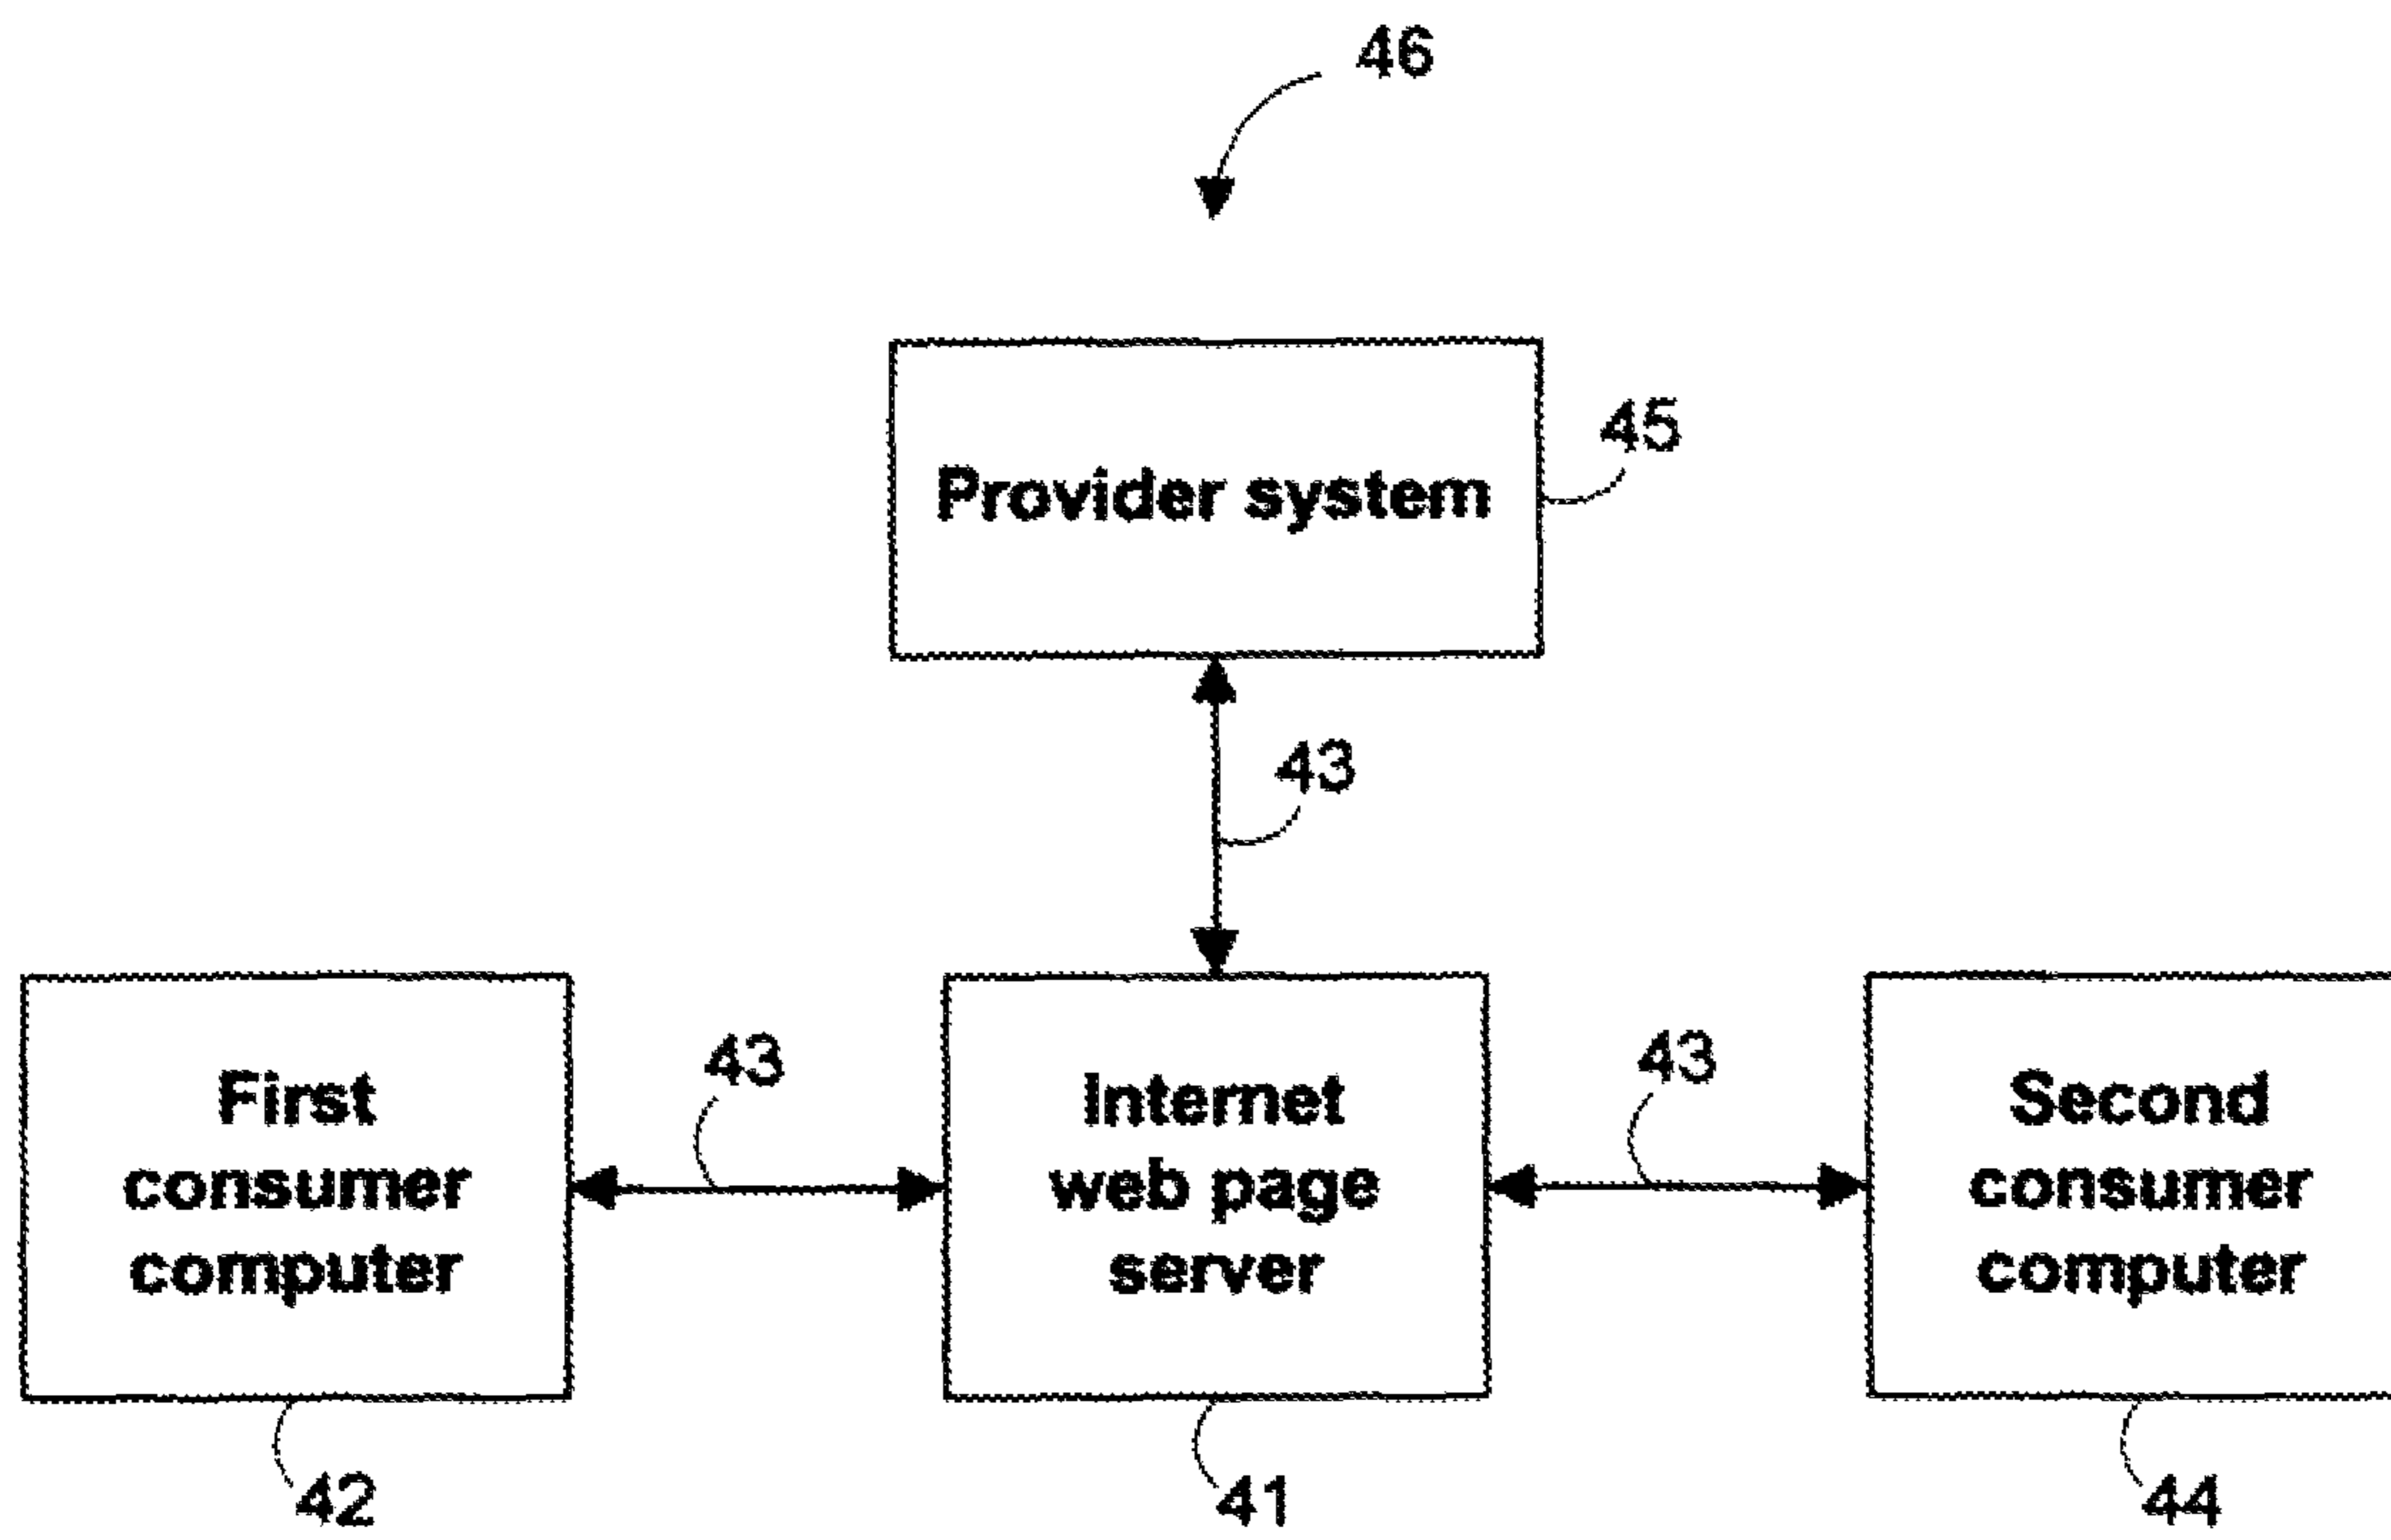 46
Provider system
45
43
First
consumer
computer
43
Internet
web page
server
43
Second
consumer
computer
42
41
44